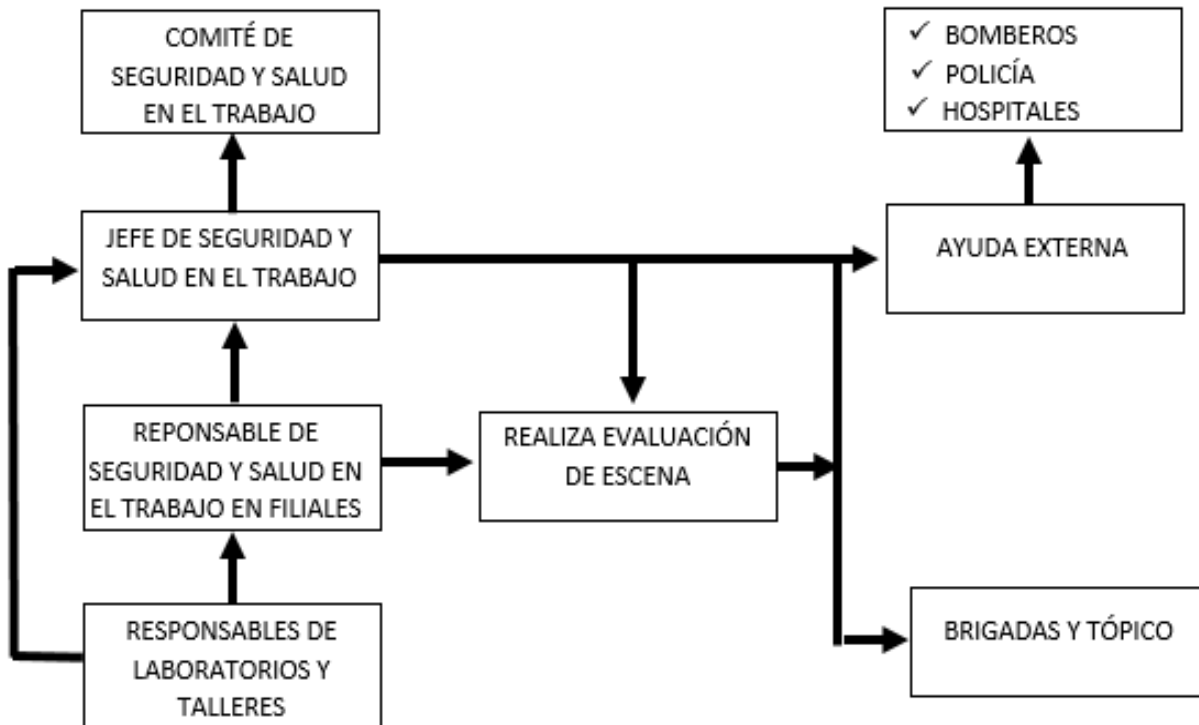 COMITÉ DE
SEGURIDAD Y SALUD
EN EL TRABAJO
✓ BOMBEROS
✓ POLICÍA
✓ HOSPITALES
JEFE DE SEGURIDAD Y
SALUD EN EL TRABAJO
AYUDA EXTERNA
REPONSABLE DE
SEGURIDAD Y SALUD EN
EL TRABAJO EN FILIALES
REALIZA EVALUACIÓN
DE ESCENA
RESPONSABLES DE
LABORATORIOS Y
TALLERES
BRIGADAS Y TÓPICO